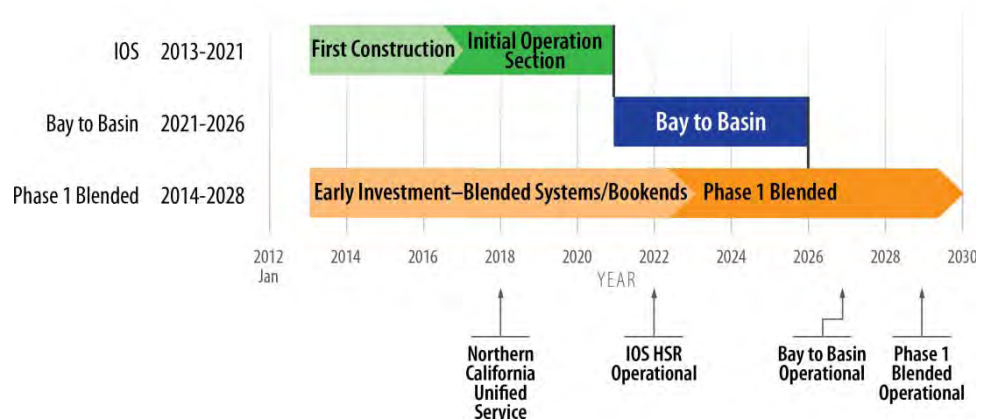 IOS 2013-2021
First Construction
Initial Operation
Section
Bay to Basin 2021-2026
Bay to Basin
Phase 1 Blended 2014-2028
Early Investment–Blended Systems/Bookends
Phase 1 Blended
2012 2014 2016 2018 2020 2022 2024 2026 2028 2030
Jan
YEAR
Northern
California
Unified
Service
IOS HSR
Operational
Bay to Basin
Operational
Phase 1
Blended
Operational